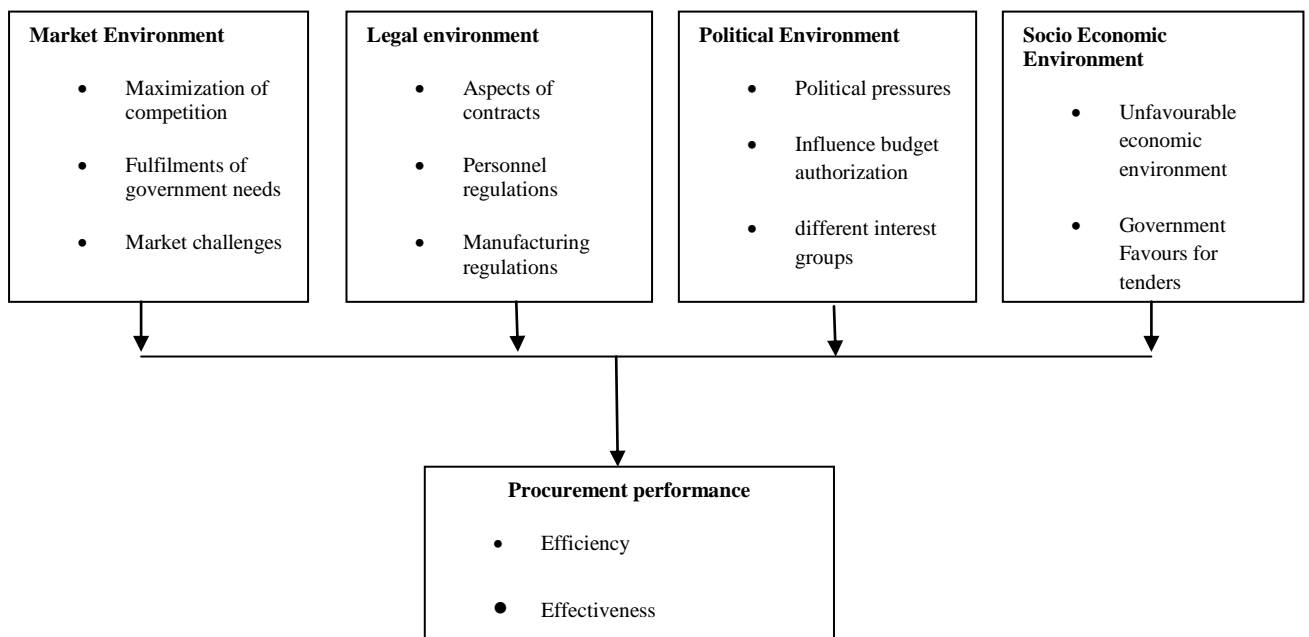 Market Environment
• Maximization of
competition
• Fulfilments of
government needs
• Market challenges
Legal environment
• Aspects of
contracts
• Personnel
regulations
• Manufacturing
regulations
Political Environment
• Political pressures
• Influence budget
authorization
• different interest
groups
Socio Economic
Environment
• Unfavourable
economic
environment
• Government
Favours for
tenders
Procurement performance
• Efficiency
• Effectiveness